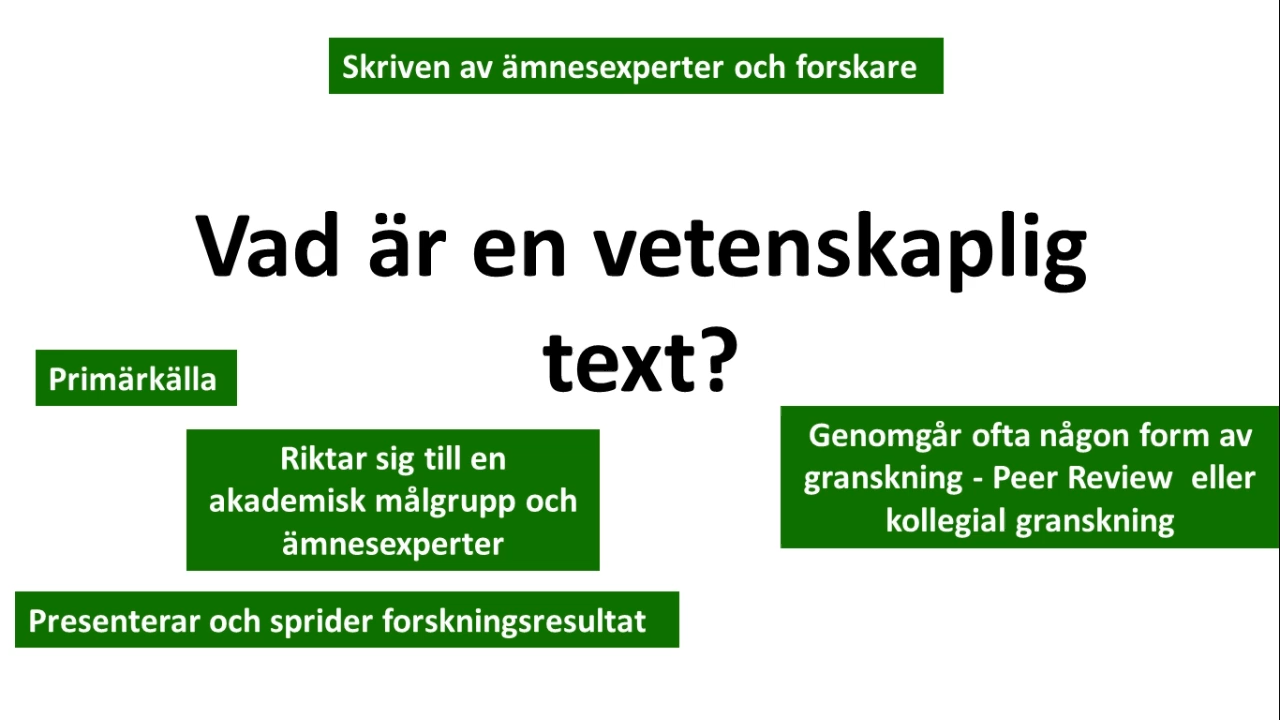 Skriven av ämnesexperter och forskare
Vad är en vetenskaplig
text?
Primärkälla
Riktar sig till en
akademisk målgrupp och
ämnesexperter
Genomgår ofta någon form av
granskning - Peer Review  eller
kollegial granskning
Presenterar och sprider forskningsresultat